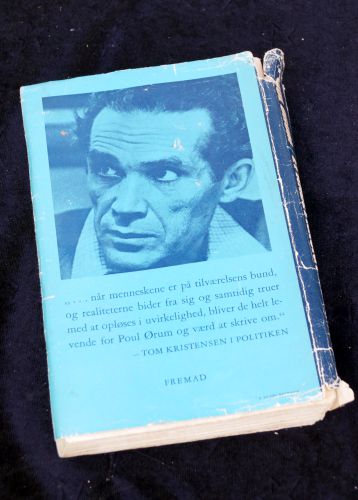 „... når menneskene er på tilværelsens bund,
og realiteterne bider fra sig og samtidig truer
med at opløses i uvirkelighed, bliver de helt le-
vende for Poul Ørum og værd at skrive om.“
– TOM KRISTENSEN I POLITIKEN
FREMAD